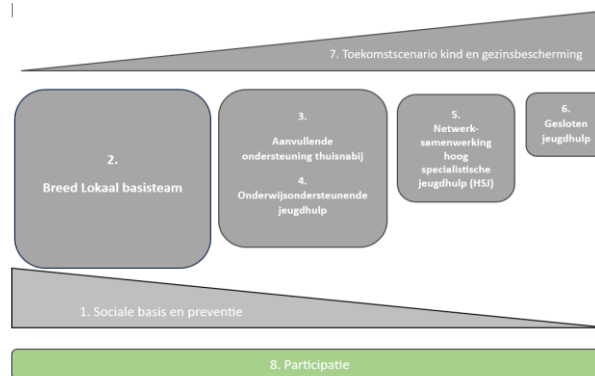 7. Toekomstscenario kind en gezinsbescherming
2.
Breed Lokaal basisteam
3.
Aanvullende
ondersteuning thuisnabij
4.
Onderwijsondersteunende
jeugdhulp
5.
Netwerk-
samenwerking
hoog
specialistische
jeugdhulp (HSJ)
6.
Gesloten
jeugdhulp
1. Sociale basis en preventie
8. Participatie